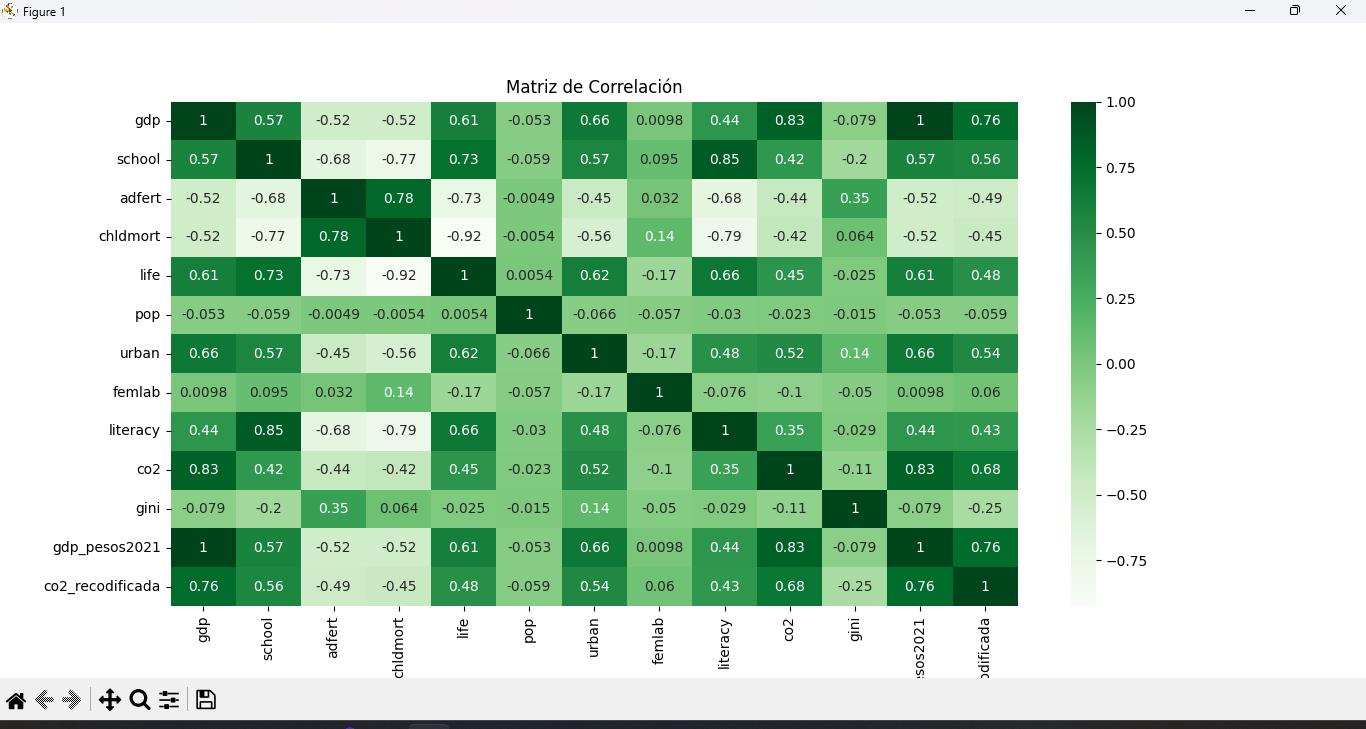 Figure 1
Matriz de Correlación
gdp 1 0.57 -0.52 -0.52 0.61 -0.053 0.66 0.0098 0.44 0.83 -0.079 1 0.76
school 0.57 1 -0.68 -0.77 0.73 -0.059 0.57 0.095 0.85 0.42 -0.2 0.57 0.56
adfert -0.52 -0.68 1 0.78 -0.73 -0.0049 -0.45 0.032 -0.68 -0.44 0.35 -0.52 -0.49
chldmort -0.52 -0.77 0.78 1 -0.92 -0.0054 -0.56 0.14 -0.79 -0.42 0.064 -0.52 -0.45
life 0.61 0.73 -0.73 -0.92 1 0.0054 0.62 -0.17 0.66 0.45 -0.025 0.61 0.48
pop -0.053 -0.059 -0.0049 -0.0054 0.0054 1 -0.066 -0.057 -0.03 -0.023 -0.015 -0.053 -0.059
urban 0.66 0.57 -0.45 -0.56 0.62 -0.066 1 -0.17 0.48 0.52 0.14 0.66 0.54
femlab 0.0098 0.095 0.032 0.14 -0.17 -0.057 -0.17 1 -0.076 -0.1 -0.05 0.0098 0.06
literacy 0.44 0.85 -0.68 -0.79 0.66 -0.03 0.48 -0.076 1 0.35 -0.029 0.44 0.43
co2 0.83 0.42 -0.44 -0.42 0.45 -0.023 0.52 -0.1 0.35 1 -0.11 0.83 0.68
gini -0.079 -0.2 0.35 0.064 -0.025 -0.015 0.14 -0.05 -0.029 -0.11 1 -0.079 -0.25
gdp_pesos2021 1 0.57 -0.52 -0.52 0.61 -0.053 0.66 0.0098 0.44 0.83 -0.079 1 0.76
co2_recodificada 0.76 0.56 -0.49 -0.45 0.48 -0.059 0.54 0.06 0.43 0.68 -0.25 0.76 1
gdp school adfert chldmort life pop urban femlab literacy co2 gini esos2021 odificada
1.00
0.75
0.50
0.25
0.00
−0.25
−0.50
−0.75